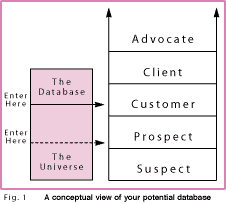 Advocate
Client
Customer
Prospect
Suspect
The
Database
Enter
Here
Enter
Here
The
Universe
Fig. 1 A conceptual view of your potential database